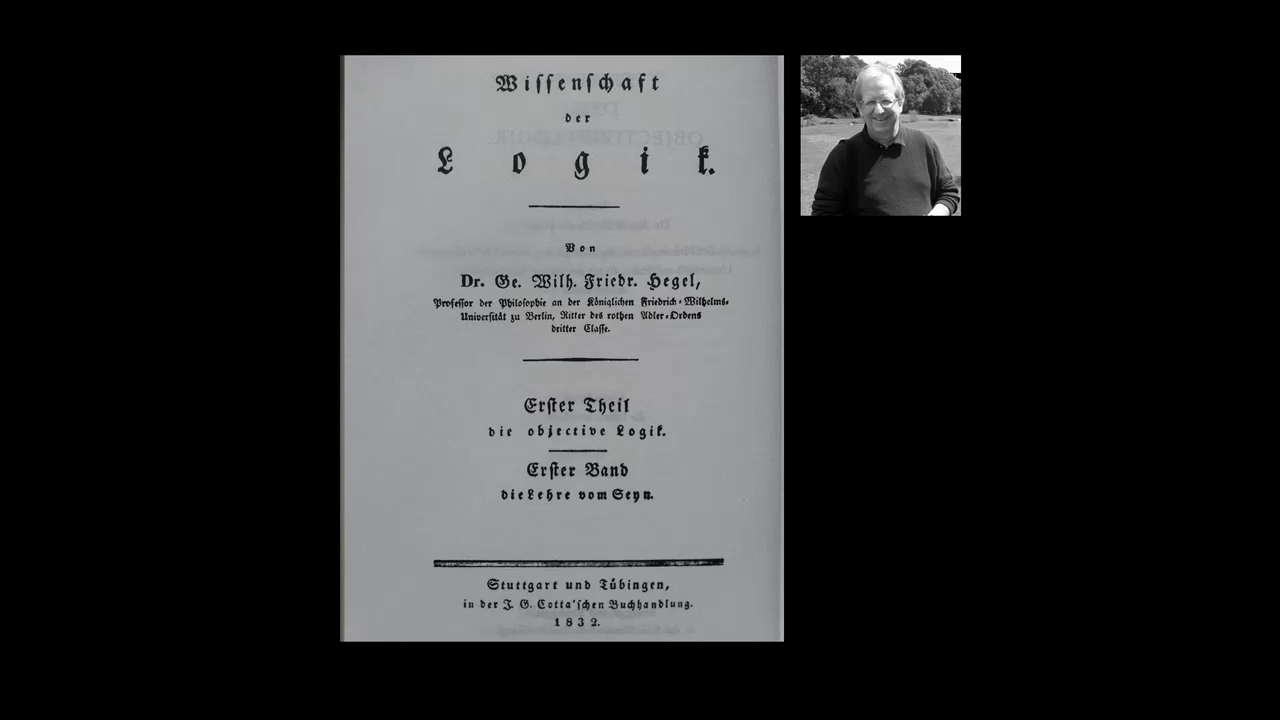 Wissenschaft
der
Logik.
Von
Dr. Ge. Wilh. Friedr. Hegel,
Professor der Philosophie an der Königlichen Friedrich-Wilhelms-
Universität zu Berlin, Ritter des rothen Adler-Ordens
dritter Classe.
Erster Theil
die objective Logik.
Erster Band
die Lehre vom Seyn.
Stuttgart und Tübingen,
in der J. G. Cotta'schen Buchhandlung.
1832.